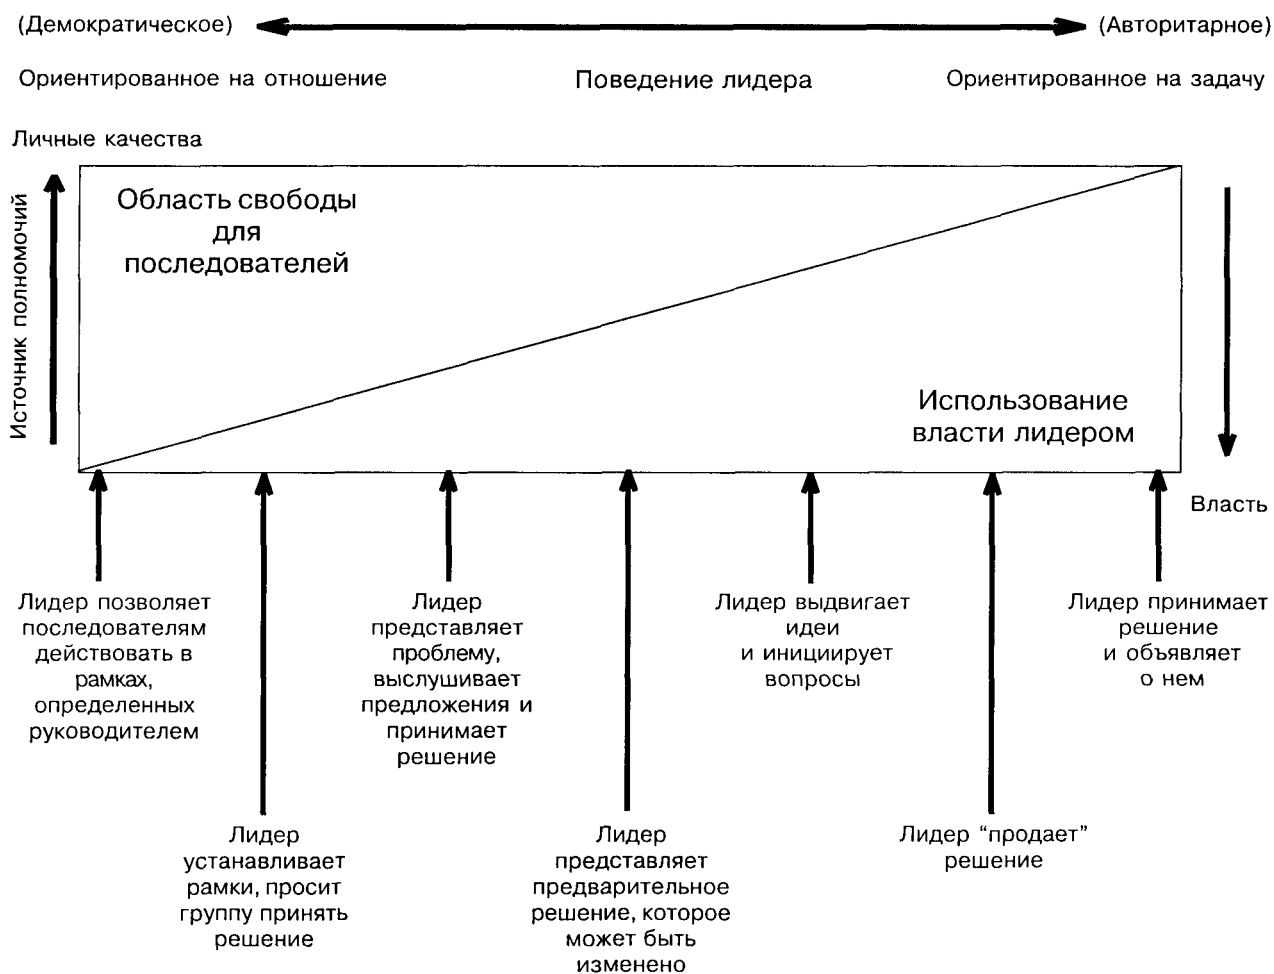 (Демократическое)
(Авторитарное)
Ориентированное на отношение
Поведение лидера
Ориентированное на задачу
Личные качества
Источник полномочий
Область свободы
для
последователей
Использование
власти лидером
Власть
Лидер позволяет
последователям
действовать в
рамках,
определенных
руководителем
Лидер
устанавливает
рамки, просит
группу принять
решение
Лидер
представляет
проблему,
выслушивает
предложения и
принимает
решение
Лидер
представляет
предварительное
решение, которое
может быть
изменено
Лидер выдвигает
идеи
и инициирует
вопросы
Лидер “продает”
решение
Лидер принимает
решение
и объявляет
о нем